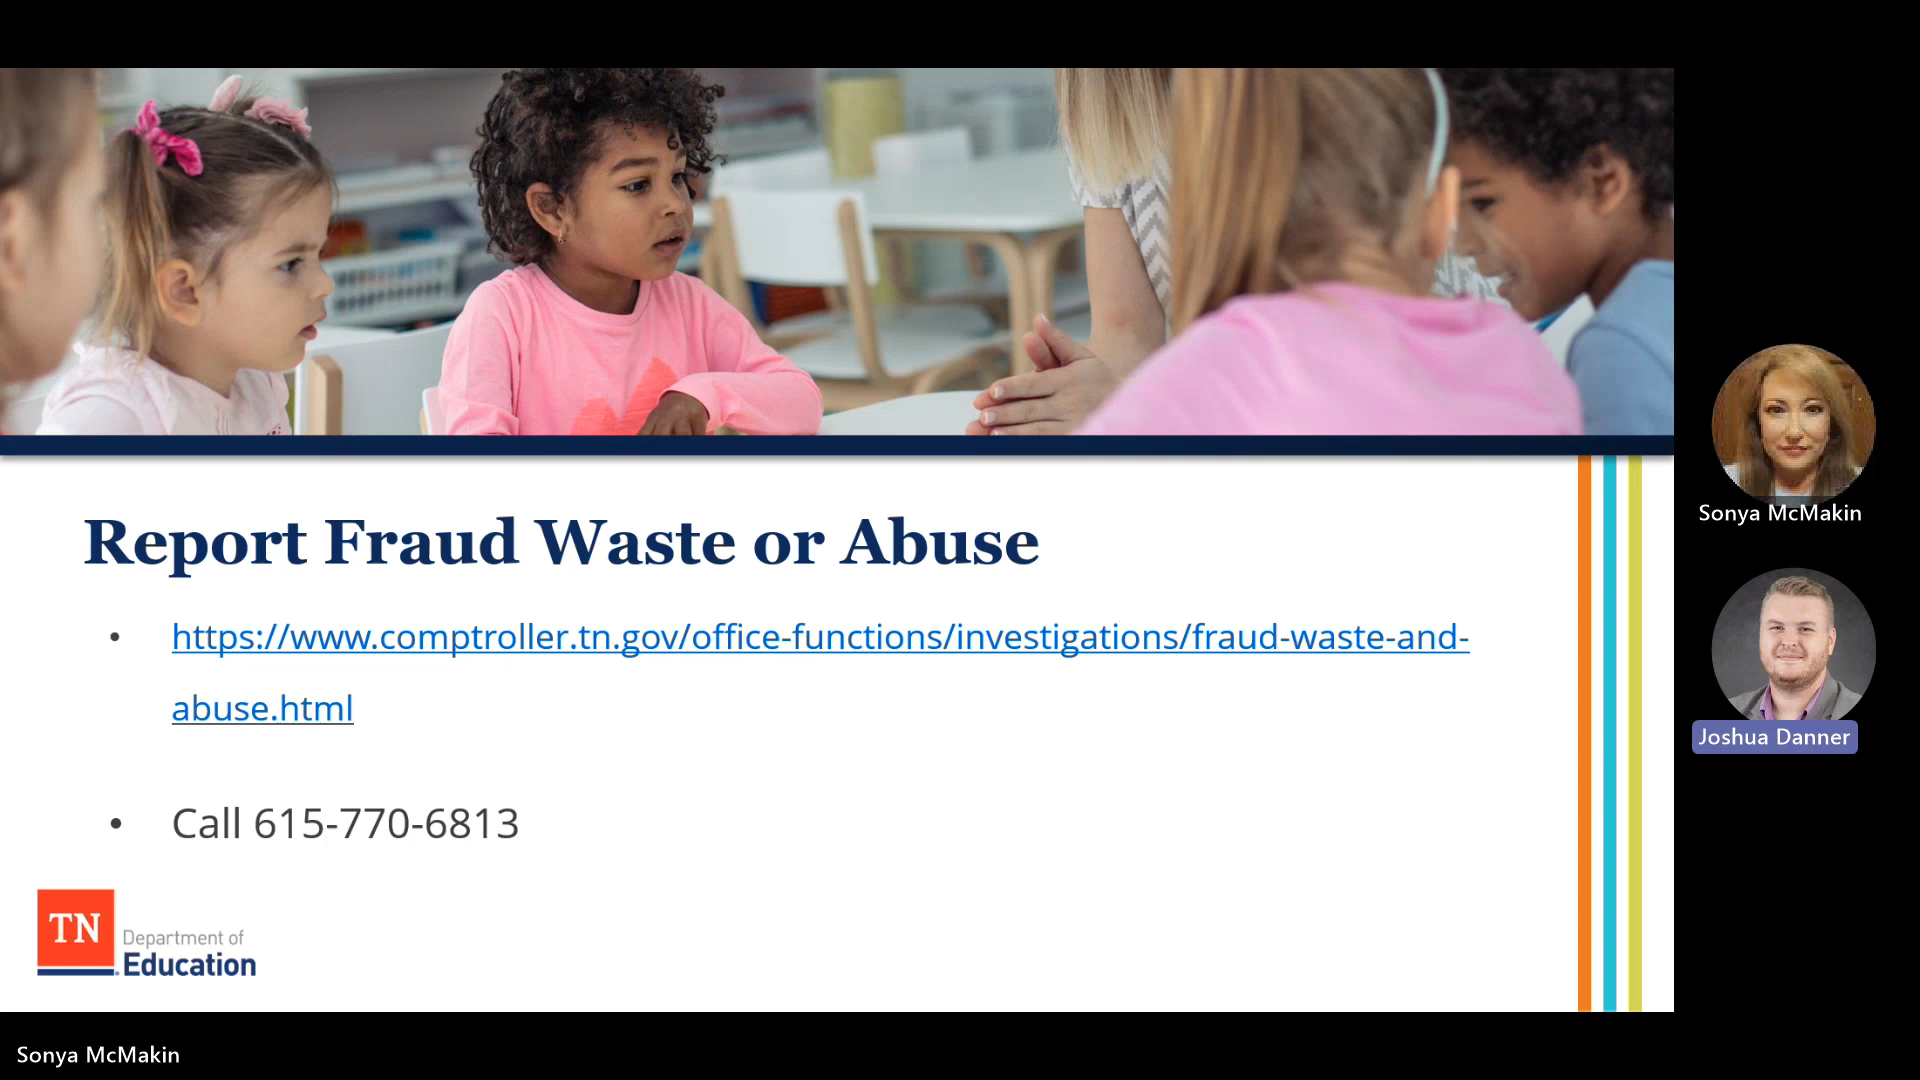 Report Fraud Waste or Abuse
• https://www.comptroller.tn.gov/office-functions/investigations/fraud-waste-and-
abuse.html
• Call 615-770-6813
TN
Department of
Education
Sonya McMakin
Joshua Danner
Sonya McMakin